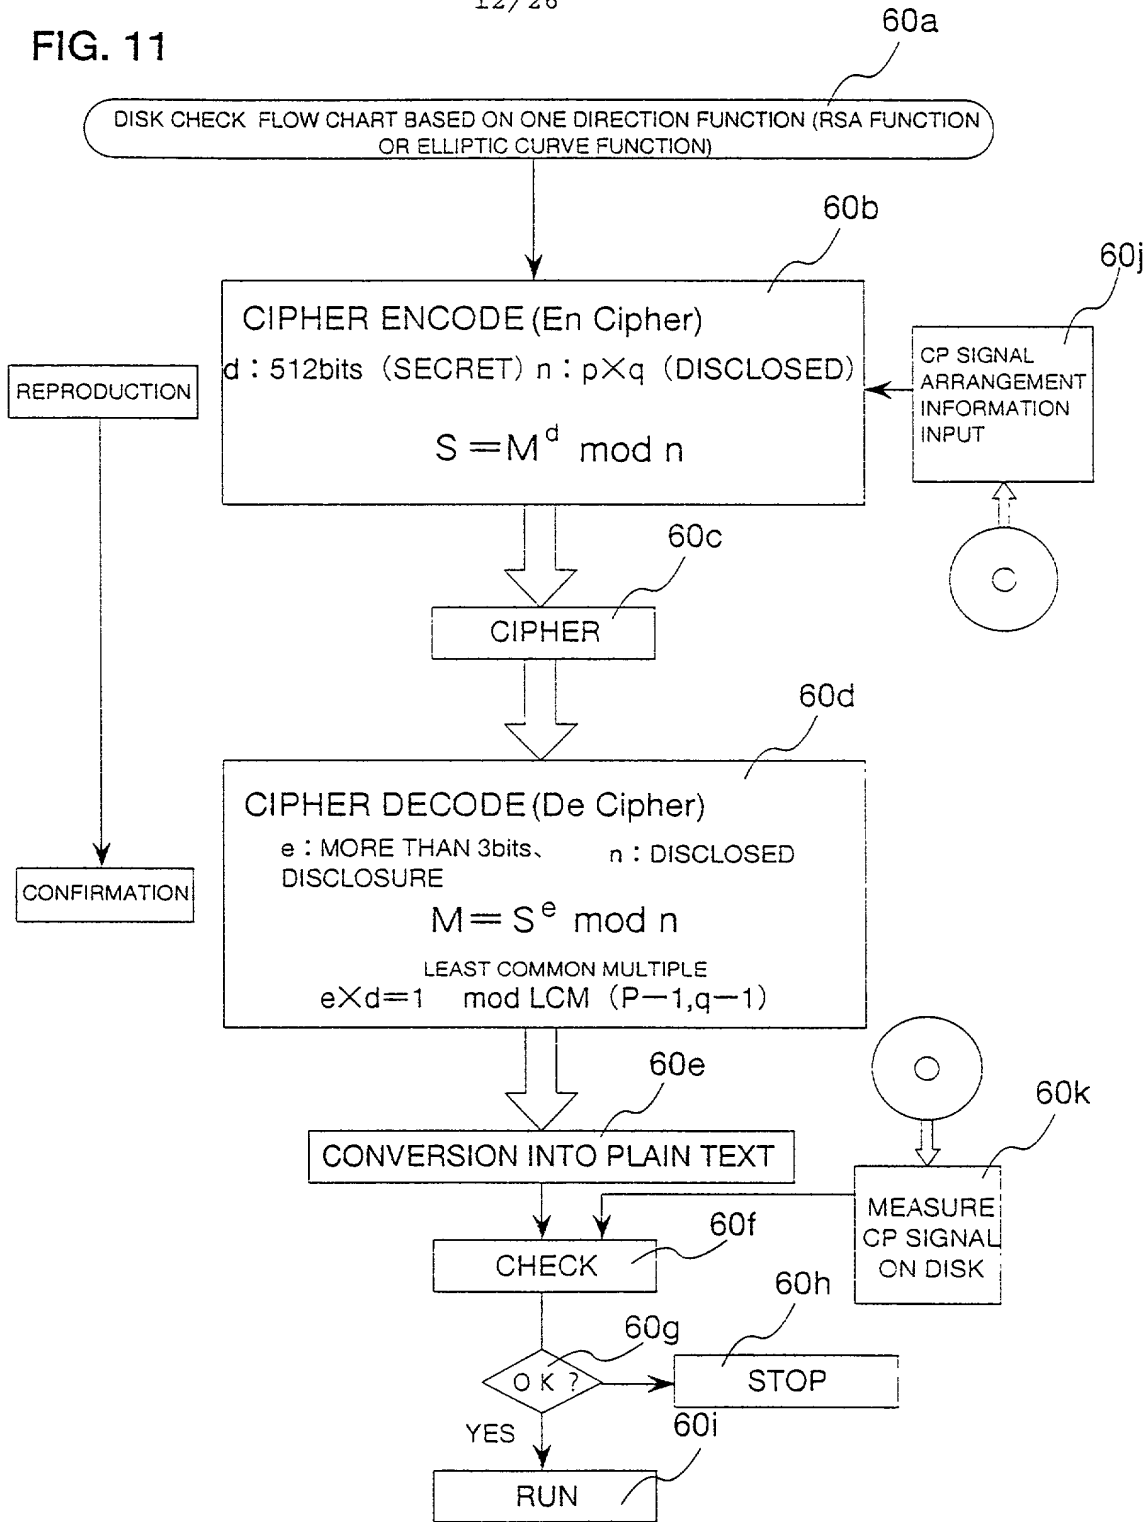 12/26
FIG. 11
60a
DISK CHECK FLOW CHART BASED ON ONE DIRECTION FUNCTION (RSA FUNCTION
OR ELLIPTIC CURVE FUNCTION)
60b
CIPHER ENCODE (En Cipher)
d：512bits (SECRET) n：p×q (DISCLOSED)
S＝M^d mod n
60j
CP SIGNAL
ARRANGEMENT
INFORMATION
INPUT
REPRODUCTION
60c
CIPHER
60d
CIPHER DECODE (De Cipher)
e：MORE THAN 3bits、 n：DISCLOSED
DISCLOSURE
M＝S^e mod n
LEAST COMMON MULTIPLE
e×d＝1 mod LCM (P−1,q−1)
CONFIRMATION
60e
CONVERSION INTO PLAIN TEXT
60k
MEASURE
CP SIGNAL
ON DISK
60f
CHECK
60g
OK?
60h
STOP
YES
60i
RUN